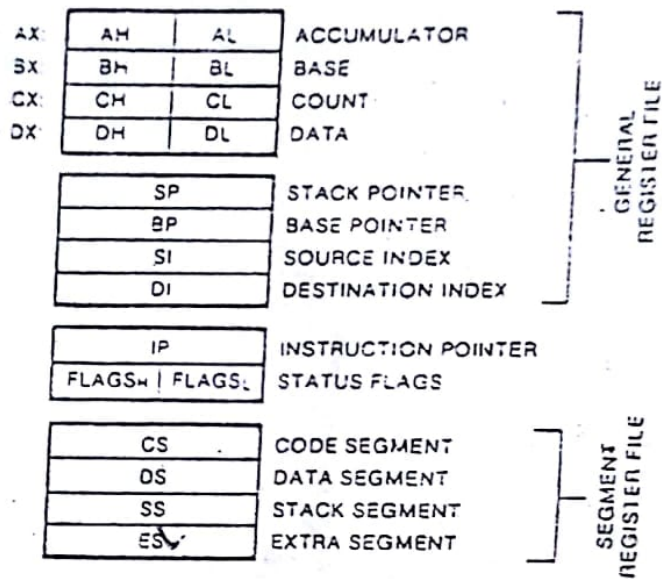 AX: AH AL ACCUMULATOR
BX: BH BL BASE
CX: CH CL COUNT
DX: DH DL DATA
SP STACK POINTER
BP BASE POINTER
SI SOURCE INDEX
DI DESTINATION INDEX
GENERAL
REGISTER FILE
IP INSTRUCTION POINTER
FLAGSH FLAGSL STATUS FLAGS
CS CODE SEGMENT
DS DATA SEGMENT
SS STACK SEGMENT
ES EXTRA SEGMENT
SEGMENT
REGISTER FILE